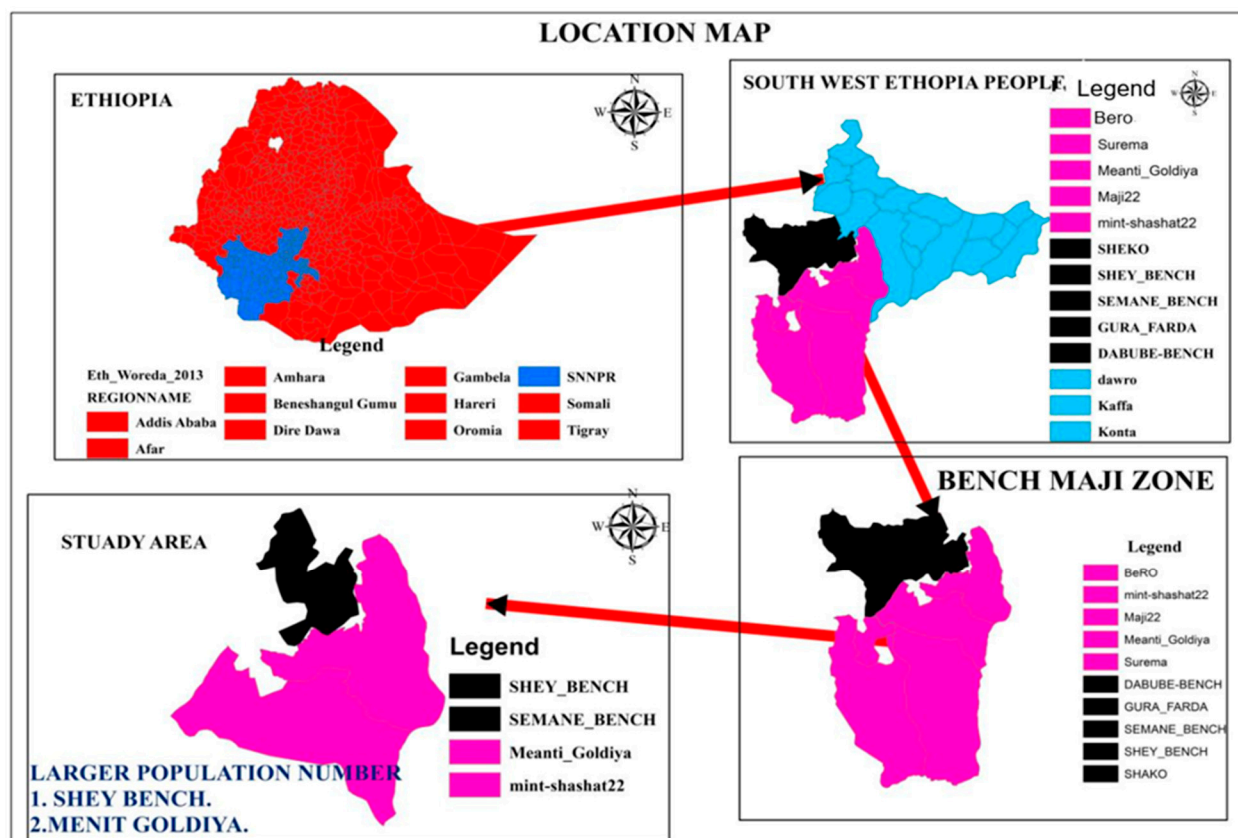 LOCATION MAP
ETHIOPIA
N
W E
S
Legend
Eth_Woreda_2013
REGIONNAME
Addis Ababa
Afar
Amhara
Beneshangul Gumu
Dire Dawa
Gambela
Hareri
Oromia
SNNPR
Somali
Tigray
SOUTH WEST ETHOPIA PEOPLE,
Legend
N
W E
S
Bero
Surema
Meanti_Goldiya
Maji22
mint-shashat22
SHEKO
SHEY_BENCH
SEMANE_BENCH
GURA_FARDA
DABUBE-BENCH
dawro
Kaffa
Konta
STUADY AREA
N
W E
S
Legend
SHEY_BENCH
SEMANE_BENCH
Meanti_Goldiya
mint-shashat22
LARGER POPULATION NUMBER
1. SHEY BENCH.
2.MENIT GOLDIYA.
BENCH MAJI ZONE
Legend
BeRO
mint-shashat22
Maji22
Meanti_Goldiya
Surema
DABUBE-BENCH
GURA_FARDA
SEMANE_BENCH
SHEY_BENCH
SHAKO